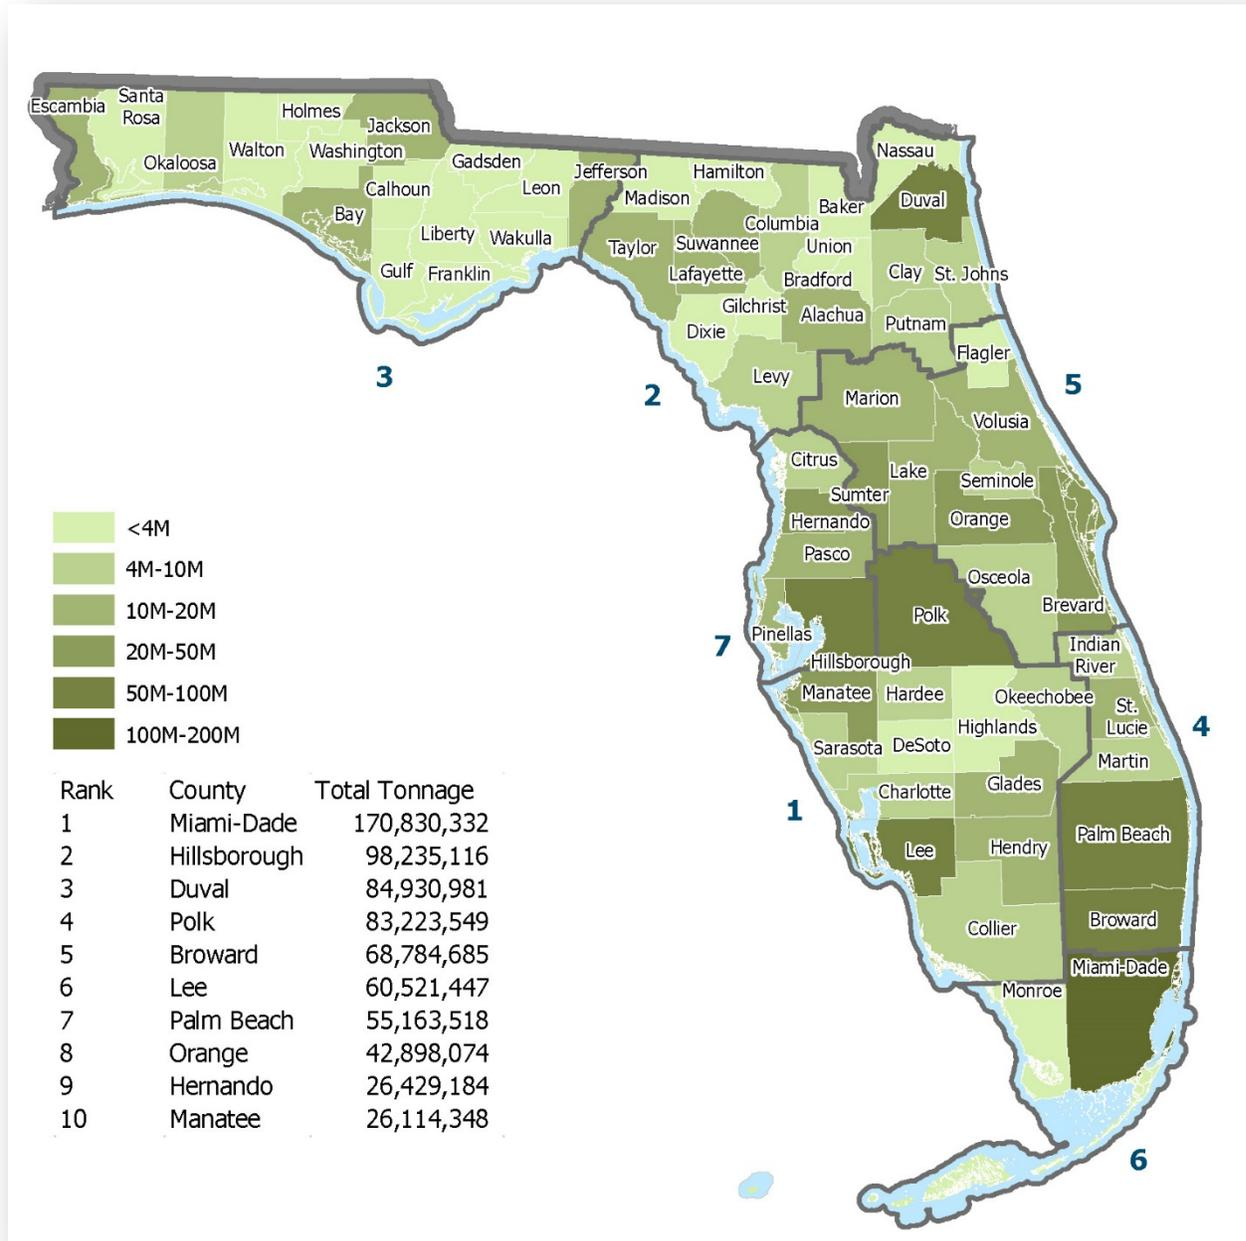 Escambia
Santa
Rosa
Okaloosa
Walton
Holmes
Washington
Jackson
Bay
Calhoun
Gadsden
Leon
Liberty
Wakulla
Gulf
Franklin
Jefferson
Madison
Hamilton
Taylor
Suwannee
Columbia
Baker
Nassau
Duval
Lafayette
Union
Bradford
Clay
St. Johns
Gilchrist
Dixie
Alachua
Putnam
Flagler
Levy
Marion
Volusia
3
2
5
Citrus
Lake
Seminole
Sumter
Hernando
Orange
Pasco
Osceola
Brevard
Pinellas
Polk
7
Hillsborough
Indian
River
Manatee
Hardee
Okeechobee
St.
Lucie
4
Highlands
Sarasota
DeSoto
Martin
Charlotte
Glades
1
Lee
Hendry
Palm Beach
Collier
Broward
Miami-Dade
Monroe
6
<4M
4M-10M
10M-20M
20M-50M
50M-100M
100M-200M
Rank County Total Tonnage
1 Miami-Dade 170,830,332
2 Hillsborough 98,235,116
3 Duval 84,930,981
4 Polk 83,223,549
5 Broward 68,784,685
6 Lee 60,521,447
7 Palm Beach 55,163,518
8 Orange 42,898,074
9 Hernando 26,429,184
10 Manatee 26,114,348